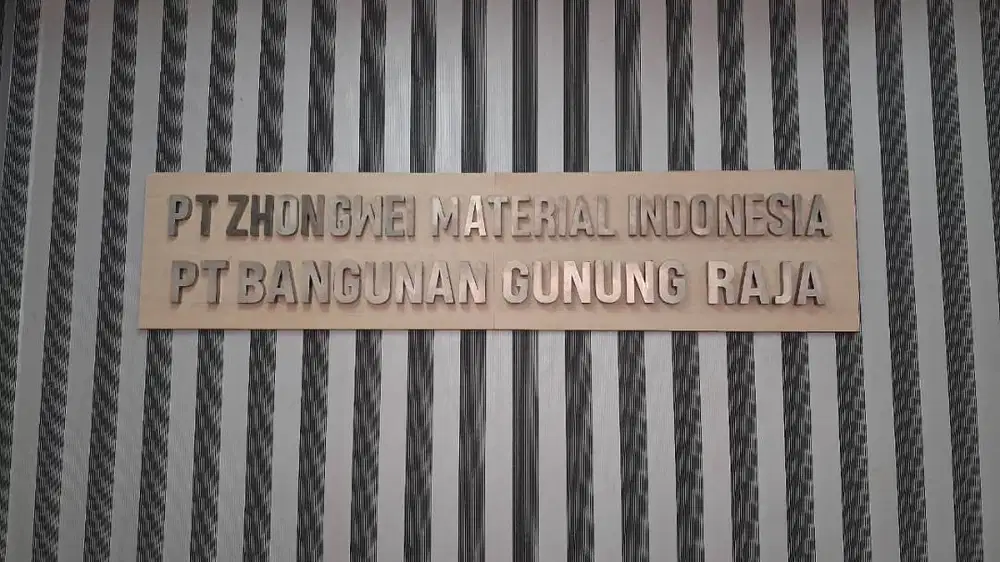 PT ZHONGWEI MATERIAL INDONESIA
PT BANGUNAN GUNUNG RAJA